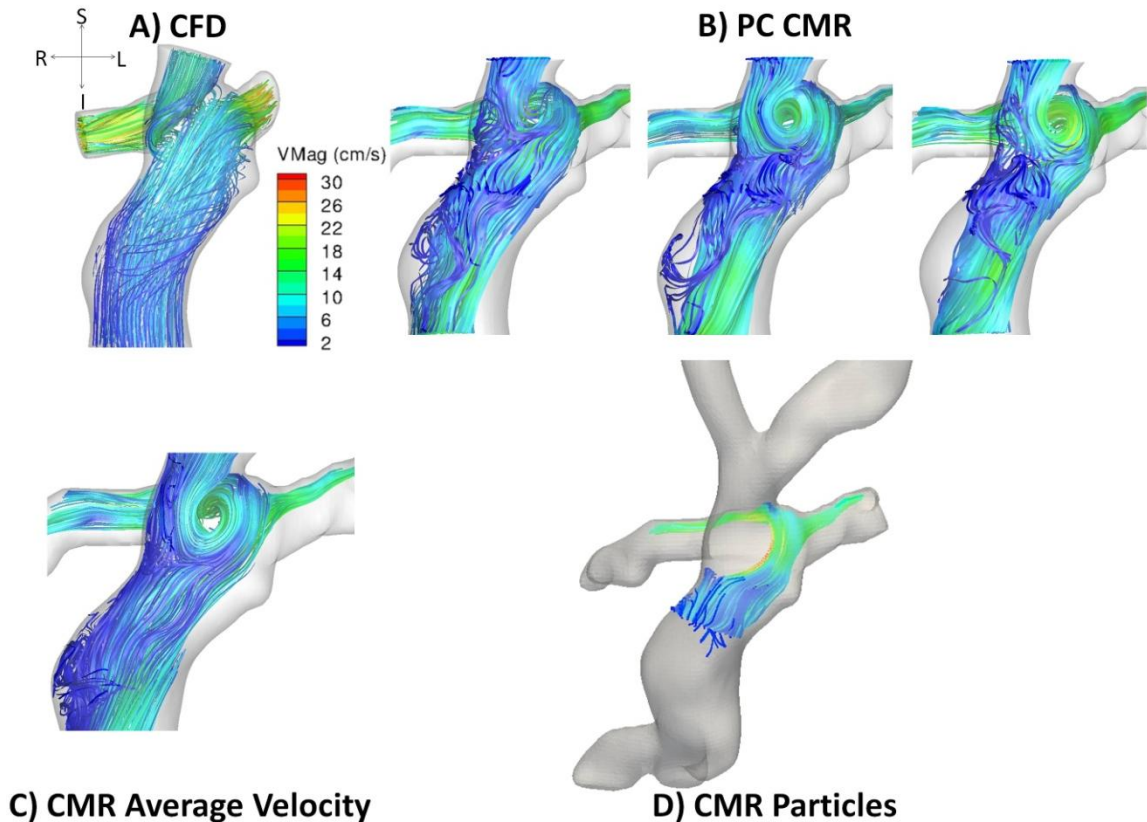 A) CFD
B) PC CMR
S
R
L
I
VMag (cm/s)
30
26
22
18
14
10
6
2
C) CMR Average Velocity
D) CMR Particles